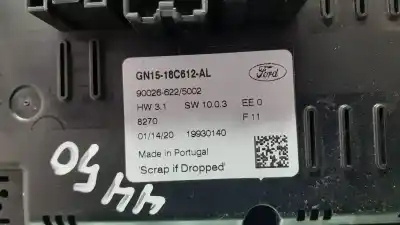 GN15-18C612-AL
Ford
90026-622/5002
HW 3.1 SW 10.0.3 EE 0
8270 F 11
01/14/20 19930140
Made in Portugal
'Scrap if Dropped'
4450